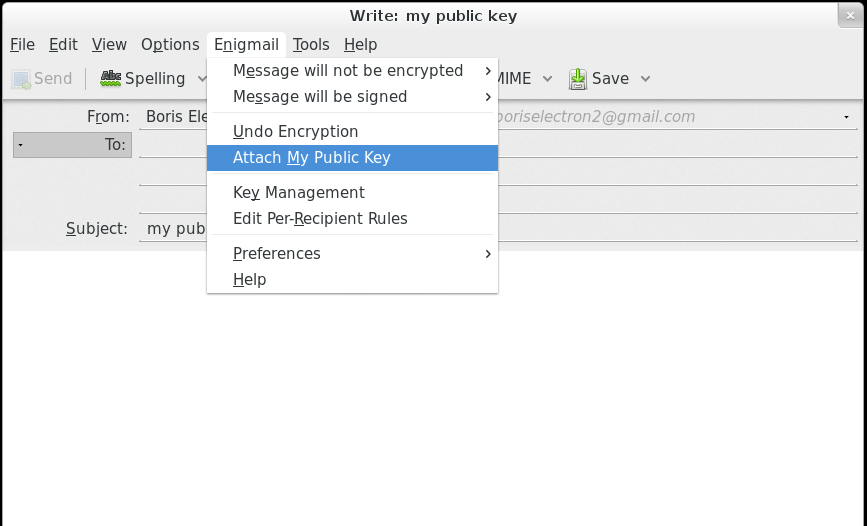 Write: my public key
File Edit View Options Enigmail Tools Help
Send Spelling MIME Save
Message will not be encrypted
Message will be signed
From: Boris Ele boriselectron2@gmail.com
To:
Undo Encryption
Attach My Public Key
Key Management
Edit Per-Recipient Rules
Subject: my pub
Preferences
Help